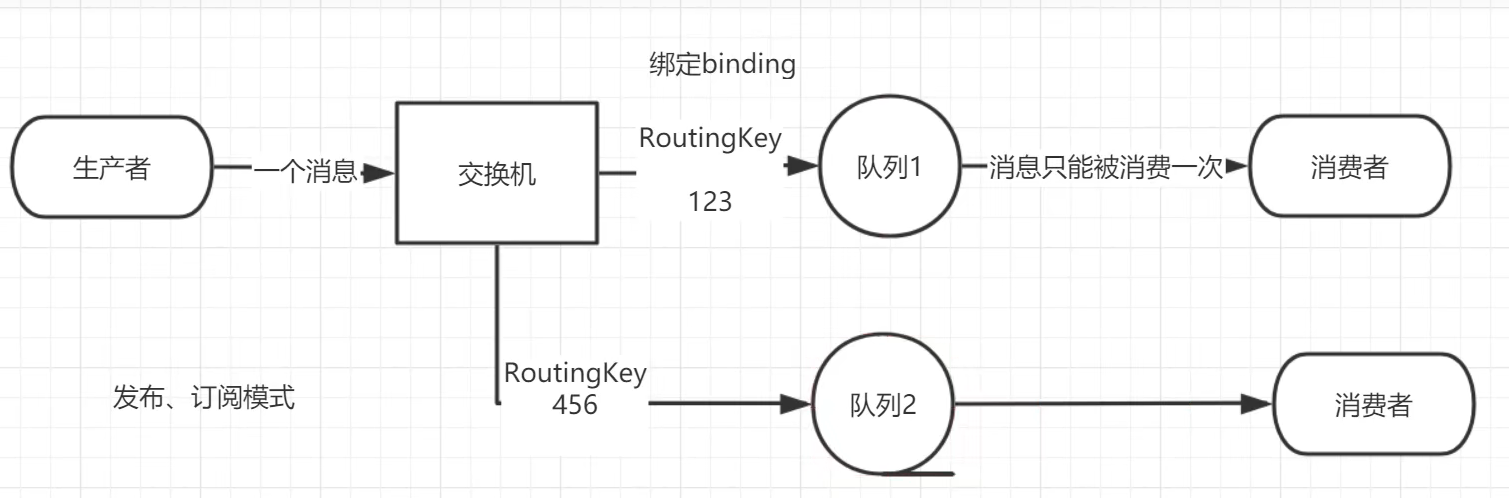 绑定binding
生产者
一个消息
交换机
RoutingKey
123
队列1
消息只能被消费一次
消费者
发布、订阅模式
RoutingKey
456
队列2
消费者